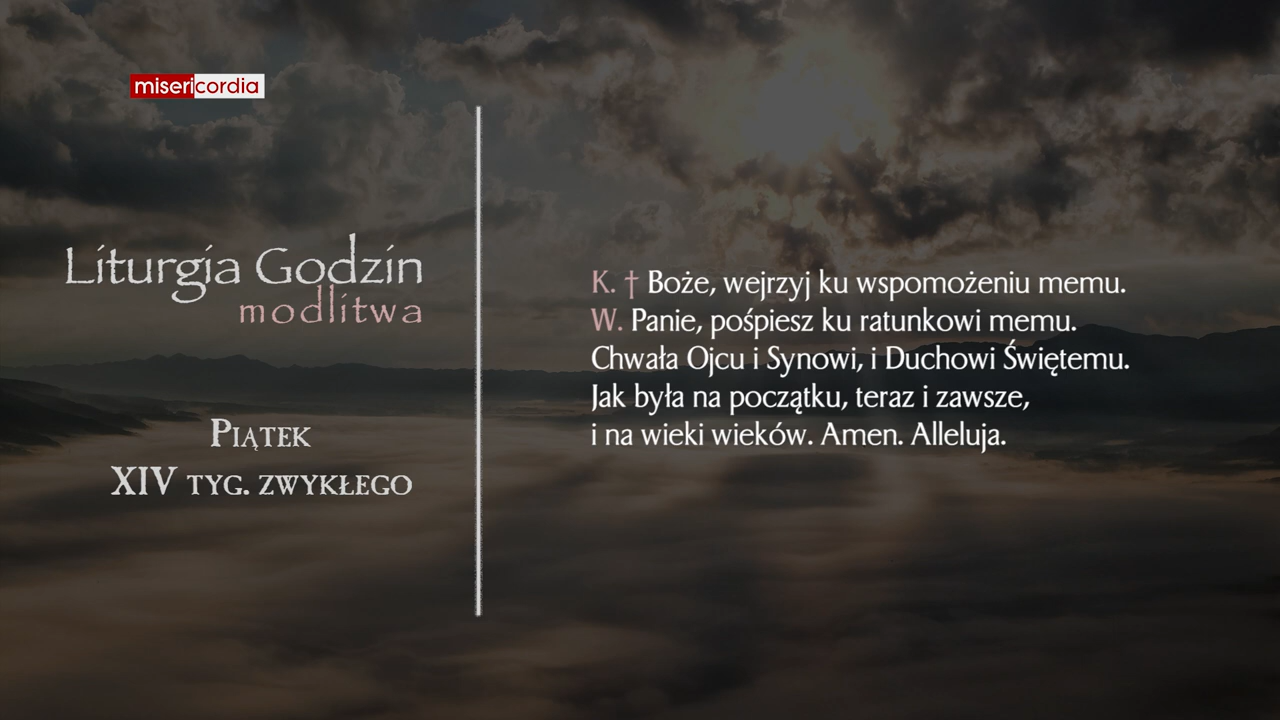 misericordia
Liturgia Godzin
modlitwa
Piątek
XIV tyg. zwykłego
K. † Boże, wejrzyj ku wspomożeniu memu.
W. Panie, pośpiesz ku ratunkowi memu.
Chwała Ojcu i Synowi, i Duchowi Świętemu.
Jak była na początku, teraz i zawsze,
i na wieki wieków. Amen. Alleluja.